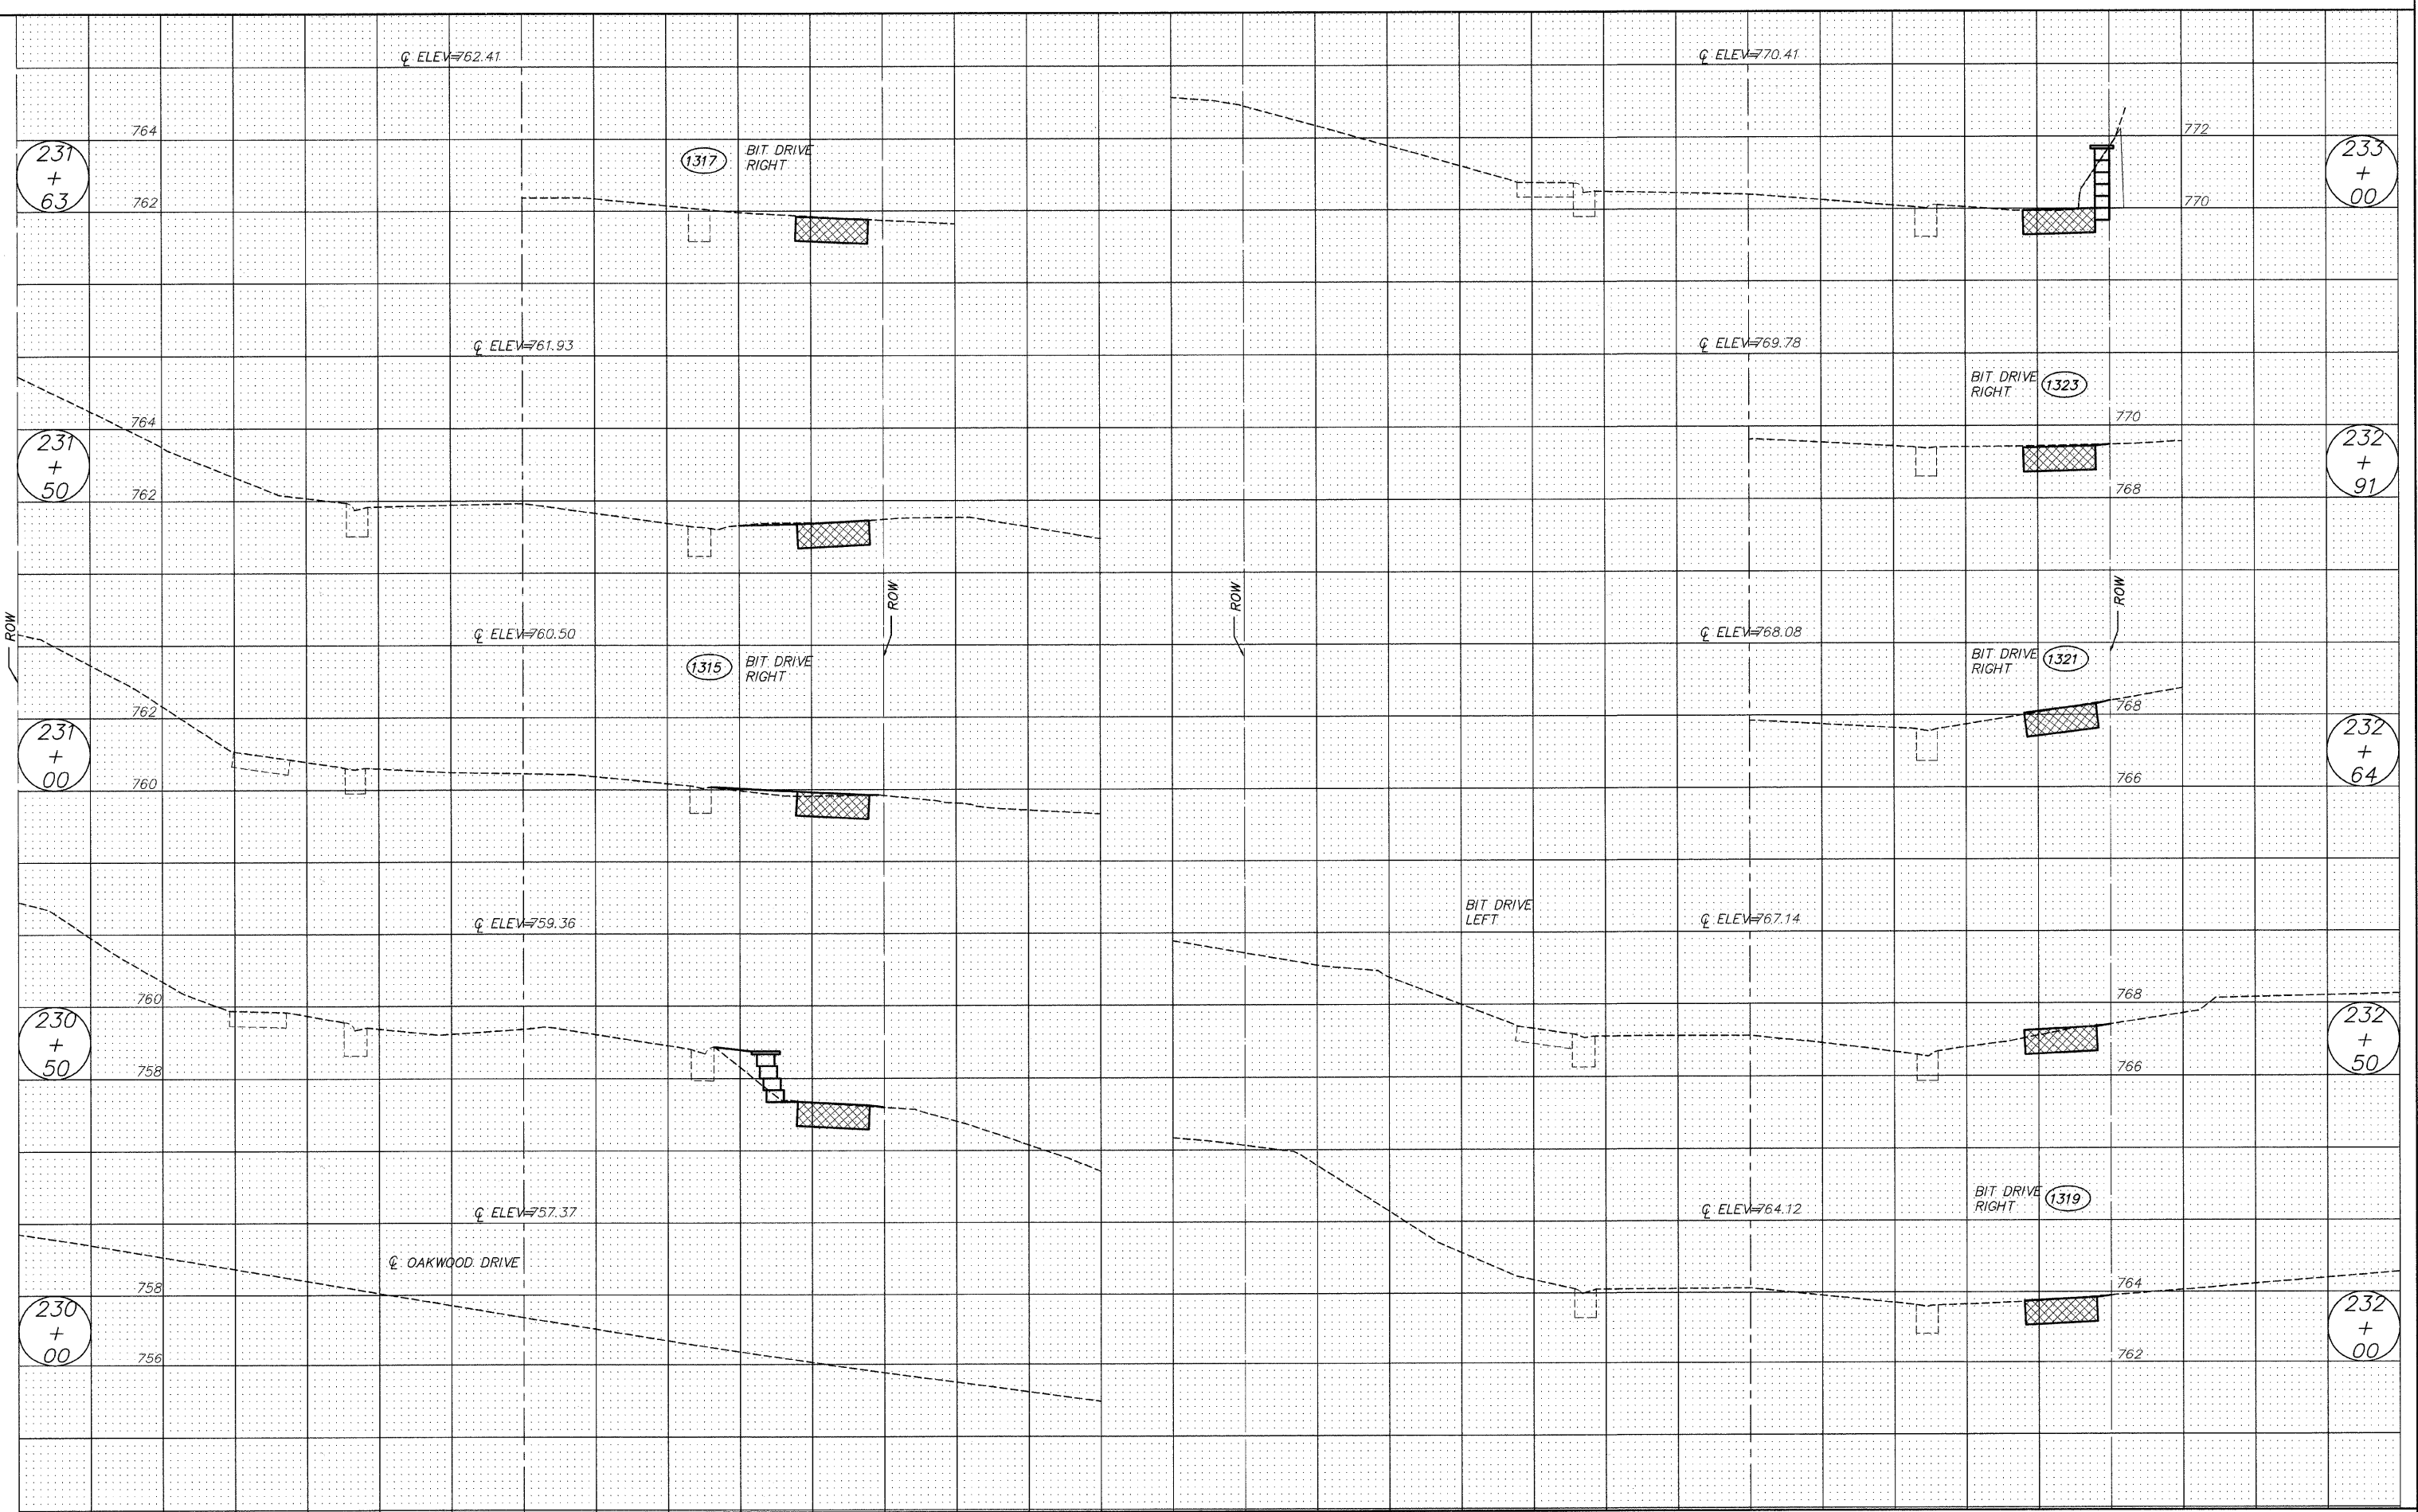 ℄ ELEV=762.41
764
231
+
63
762
1317
BIT DRIVE
RIGHT
℄ ELEV=761.93
764
231
+
50
762
ROW
ROW
℄ ELEV=760.50
1315
BIT DRIVE
RIGHT
762
231
+
00
760
℄ ELEV=759.36
760
230
+
50
758
℄ ELEV=757.37
℄ OAKWOOD DRIVE
758
230
+
00
756
℄ ELEV=770.41
772
233
+
00
770
℄ ELEV=769.78
BIT DRIVE
RIGHT
1323
770
232
+
91
768
ROW
ROW
℄ ELEV=768.08
BIT DRIVE
RIGHT
1321
768
232
+
64
766
BIT DRIVE
LEFT
℄ ELEV=767.14
768
232
+
50
766
℄ ELEV=764.12
BIT DRIVE
RIGHT
1319
764
232
+
00
762